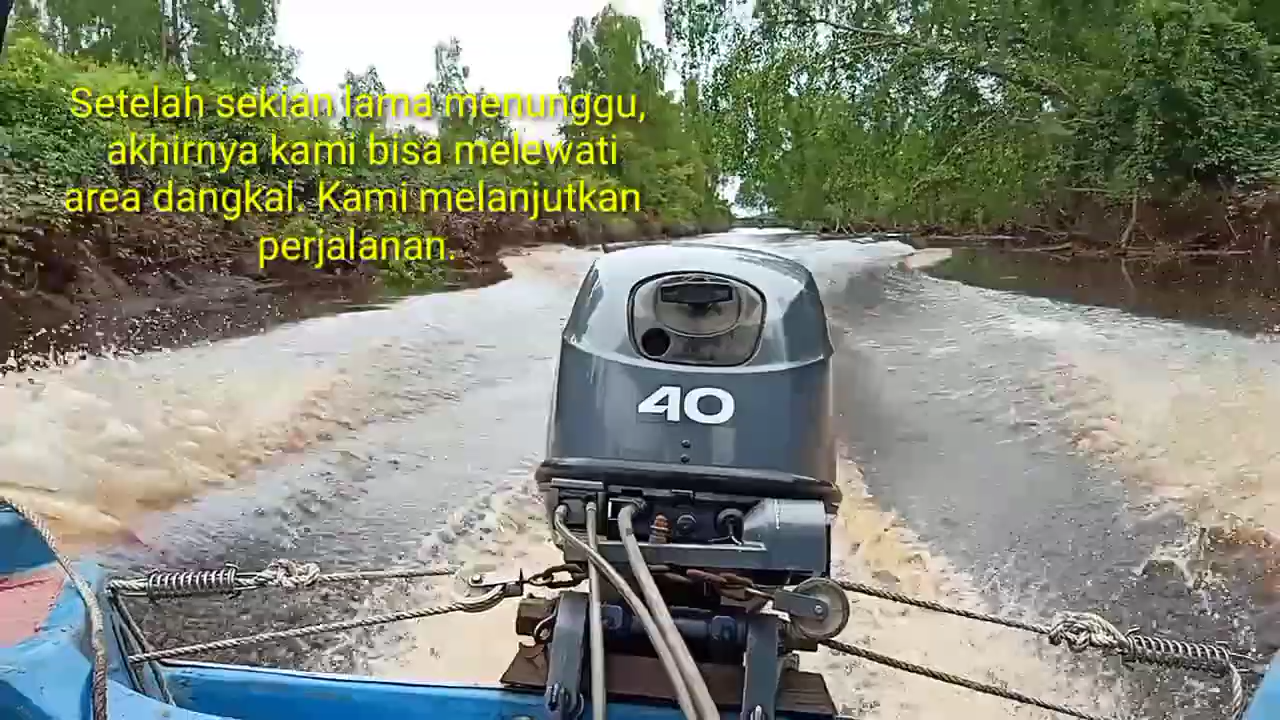 Setelah sekian lama menunggu,
akhirnya kami bisa melewati
area dangkal. Kami melanjutkan
perjalanan.
40